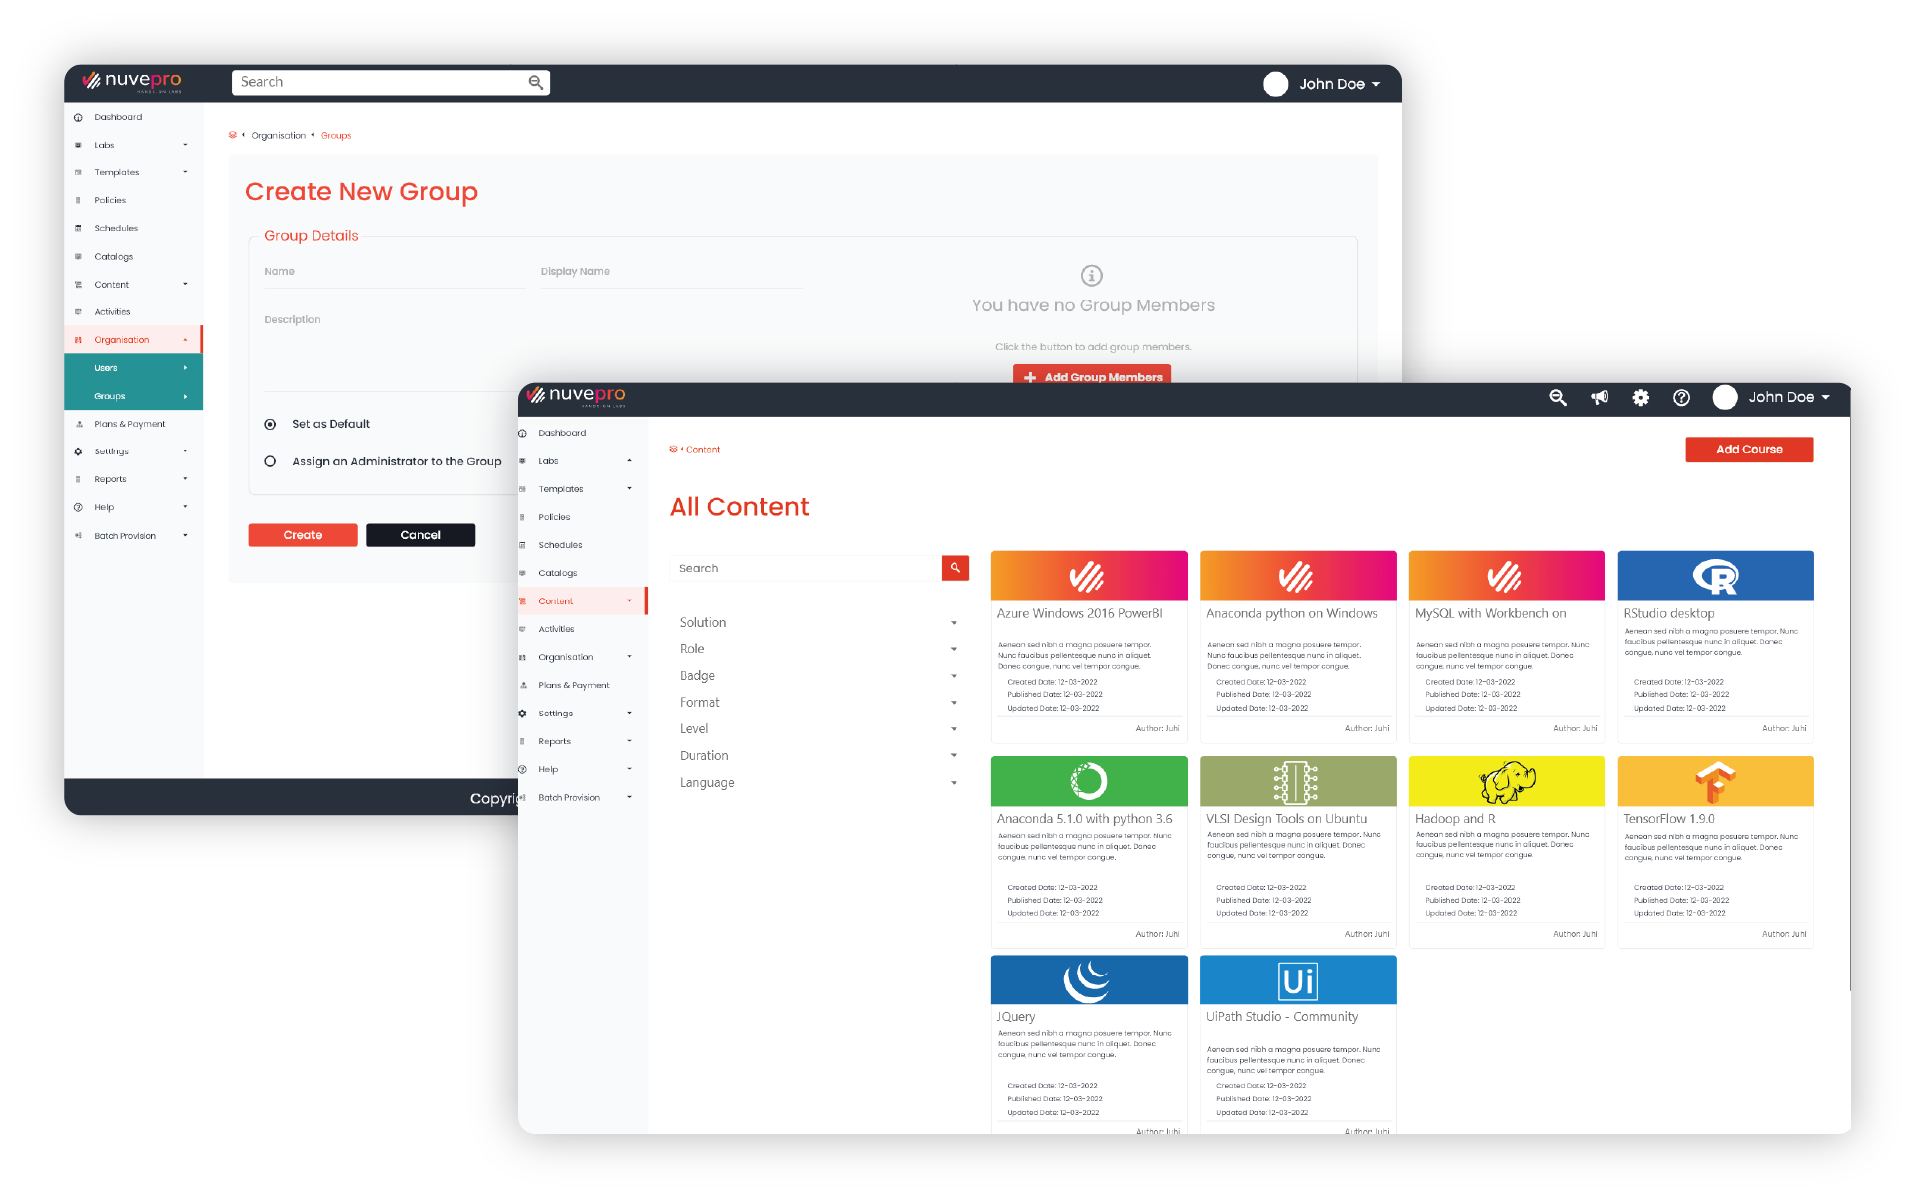 nuvepro
HANDS-ON LABS
Search
John Doe
Dashboard
Labs
Templates
Policies
Schedules
Catalogs
Content
Activities
Organisation
Users
Groups
Plans & Payment
Settings
Reports
Help
Batch Provision
Organisation
Groups
Create New Group
Group Details
Name
Display Name
Description
You have no Group Members
Click the button to add group members.
Add Group Members
Set as Default
Assign an Administrator to the Group
Create
Cancel
nuvepro
HANDS-ON LABS
John Doe
Dashboard
Labs
Templates
Policies
Schedules
Catalogs
Content
Activities
Organisation
Plans & Payment
Settings
Reports
Help
Batch Provision
Content
Add Course
All Content
Search
Solution
Role
Badge
Format
Level
Duration
Language
Azure Windows 2016 PowerBI
Aenean sed nibh a magna posuere tempor.
Nunc faucibus pellentesque nunc in aliquet.
Donec congue, nunc vel tempor congue.
Created Date: 12-03-2022
Published Date: 12-03-2022
Updated Date: 12-03-2022
Author: Juhi
Anaconda python on Windows
Aenean sed nibh a magna posuere tempor.
Nunc faucibus pellentesque nunc in aliquet.
Donec congue, nunc vel tempor congue.
Created Date: 12-03-2022
Published Date: 12-03-2022
Updated Date: 12-03-2022
Author: Juhi
MySQL with Workbench on
Aenean sed nibh a magna posuere tempor.
Nunc faucibus pellentesque nunc in aliquet.
Donec congue, nunc vel tempor congue.
Created Date: 12-03-2022
Published Date: 12-03-2022
Updated Date: 12-03-2022
Author: Juhi
R
RStudio desktop
Aenean sed nibh a magna posuere tempor. Nunc
faucibus pellentesque nunc in aliquet. Donec
congue, nunc vel tempor congue.
Created Date: 12-03-2022
Published Date: 12-03-2022
Updated Date: 12-03-2022
Author: Juhi
Anaconda 5.1.0 with python 3.6
Aenean sed nibh a magna posuere tempor. Nunc
faucibus pellentesque nunc in aliquet. Donec
congue, nunc vel tempor congue.
Created Date: 12-03-2022
Published Date: 12-03-2022
Updated Date: 12-03-2022
Author: Juhi
VLSI Design Tools on Ubuntu
Aenean sed nibh a magna posuere tempor. Nunc
faucibus pellentesque nunc in aliquet. Donec
congue, nunc vel tempor congue.
Created Date: 12-03-2022
Published Date: 12-03-2022
Updated Date: 12-03-2022
Author: Juhi
Hadoop and R
Aenean sed nibh a magna posuere tempor. Nunc
faucibus pellentesque nunc in aliquet. Donec
congue, nunc vel tempor congue.
Created Date: 12-03-2022
Published Date: 12-03-2022
Updated Date: 12-03-2022
Author: Juhi
TensorFlow 1.9.0
Aenean sed nibh a magna posuere tempor. Nunc
faucibus pellentesque nunc in aliquet. Donec
congue, nunc vel tempor congue.
Created Date: 12-03-2022
Published Date: 12-03-2022
Updated Date: 12-03-2022
Author: Juhi
JQuery
Aenean sed nibh a magna posuere tempor. Nunc
faucibus pellentesque nunc in aliquet. Donec
congue, nunc vel tempor congue.
Created Date: 12-03-2022
Published Date: 12-03-2022
Updated Date: 12-03-2022
Author: Juhi
Ui
UiPath Studio - Community
Aenean sed nibh a magna posuere tempor. Nunc
faucibus pellentesque nunc in aliquet. Donec
congue, nunc vel tempor congue.
Created Date: 12-03-2022
Published Date: 12-03-2022
Updated Date: 12-03-2022
Author: Juhi